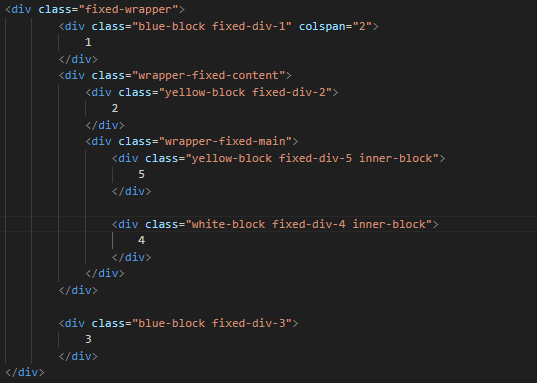 <div class="fixed-wrapper">
<div class="blue-block fixed-div-1" colspan="2">
1
</div>
<div class="wrapper-fixed-content">
<div class="yellow-block fixed-div-2">
2
</div>
<div class="wrapper-fixed-main">
<div class="yellow-block fixed-div-5 inner-block">
5
</div>
<div class="white-block fixed-div-4 inner-block">
4
</div>
</div>
</div>
<div class="blue-block fixed-div-3">
3
</div>
</div>